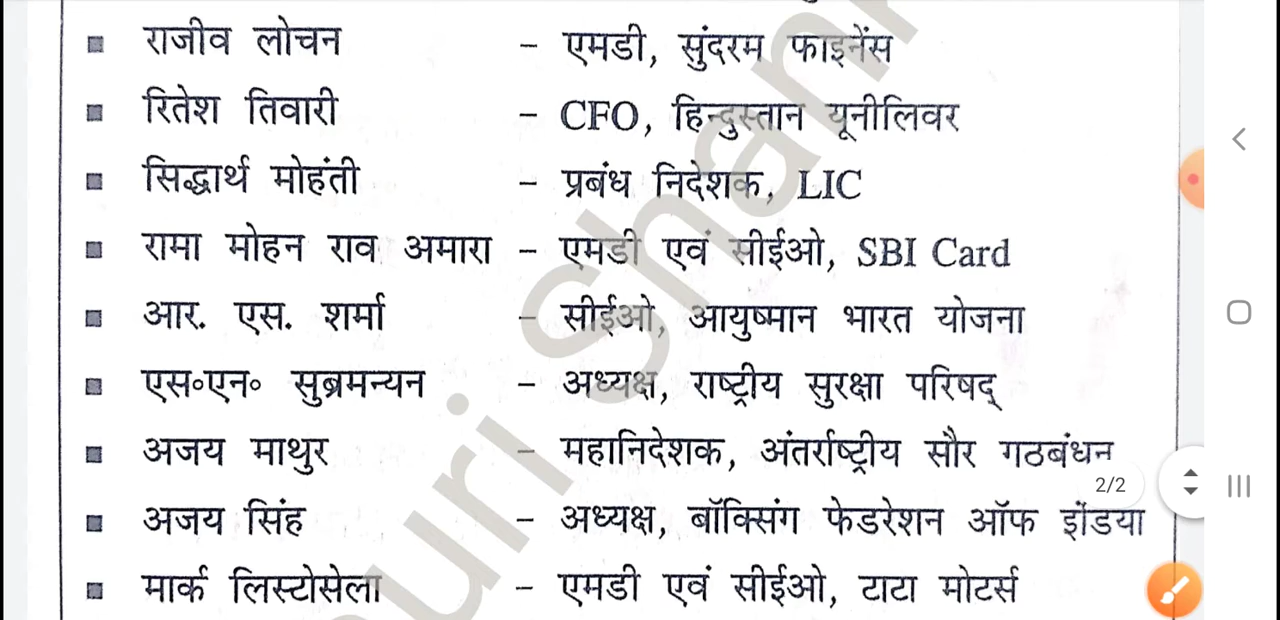 ■ राजीव लोचन – एमडी, सुंदरम फाइनेंस
■ रितेश तिवारी – CFO, हिन्दुस्तान यूनीलिवर
■ सिद्धार्थ मोहंती – प्रबंध निदेशक, LIC
■ रामा मोहन राव अमारा – एमडी एवं सीईओ, SBI Card
■ आर. एस. शर्मा – सीईओ, आयुष्मान भारत योजना
■ एस०एन० सुब्रमन्यन – अध्यक्ष, राष्ट्रीय सुरक्षा परिषद्
■ अजय माथुर – महानिदेशक, अंतर्राष्ट्रीय सौर गठबंधन
2/2
■ अजय सिंह – अध्यक्ष, बॉक्सिंग फेडरेशन ऑफ इंडिया
■ मार्क लिस्टोसेला – एमडी एवं सीईओ, टाटा मोटर्स